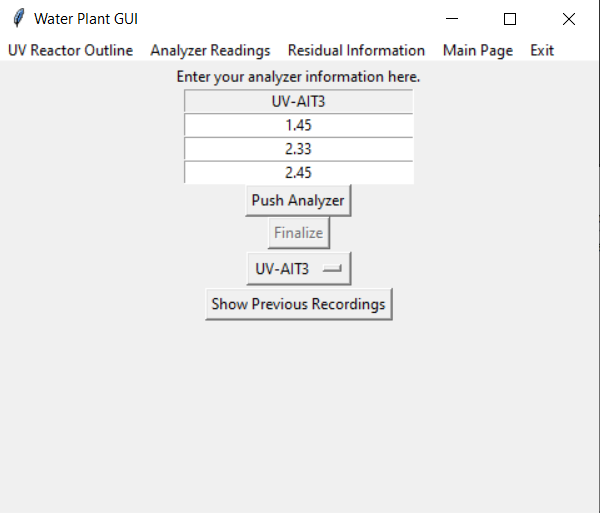 Water Plant GUI
UV Reactor Outline Analyzer Readings Residual Information Main Page Exit
Enter your analyzer information here.
UV-AIT3
1.45
2.33
2.45
Push Analyzer
Finalize
UV-AIT3
Show Previous Recordings